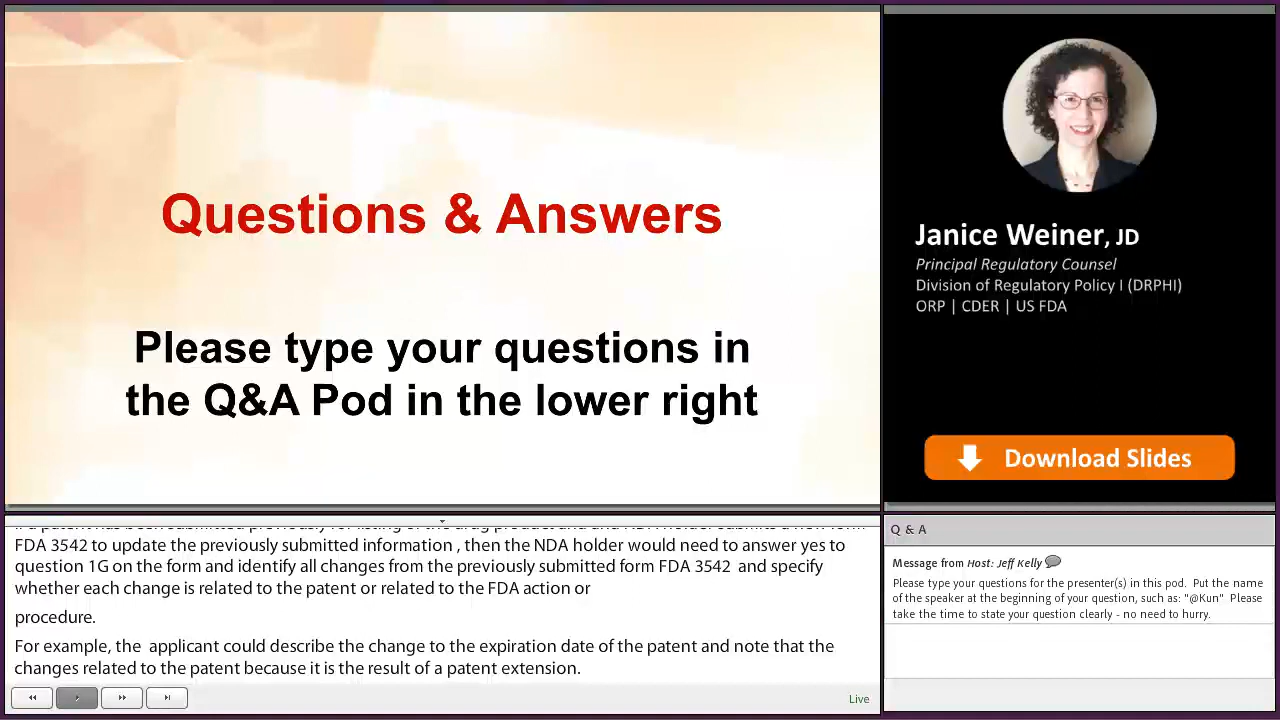 Questions & Answers
Please type your questions in
the Q&A Pod in the lower right
Janice Weiner, JD
Principal Regulatory Counsel
Division of Regulatory Policy I (DRPHI)
ORP | CDER | US FDA
Download Slides
FDA 3542 to update the previously submitted information , then the NDA holder would need to answer yes to
question 1G on the form and identify all changes from the previously submitted form FDA 3542  and specify
whether each change is related to the patent or related to the FDA action or
procedure.
For example, the  applicant could describe the change to the expiration date of the patent and note that the
changes related to the patent because it is the result of a patent extension.
Live
Q & A
Message from Host: Jeff Kelly
Please type your questions for the presenter(s) in this pod.  Put the name
of the speaker at the beginning of your question, such as: "@Kun"  Please
take the time to state your question clearly - no need to hurry.